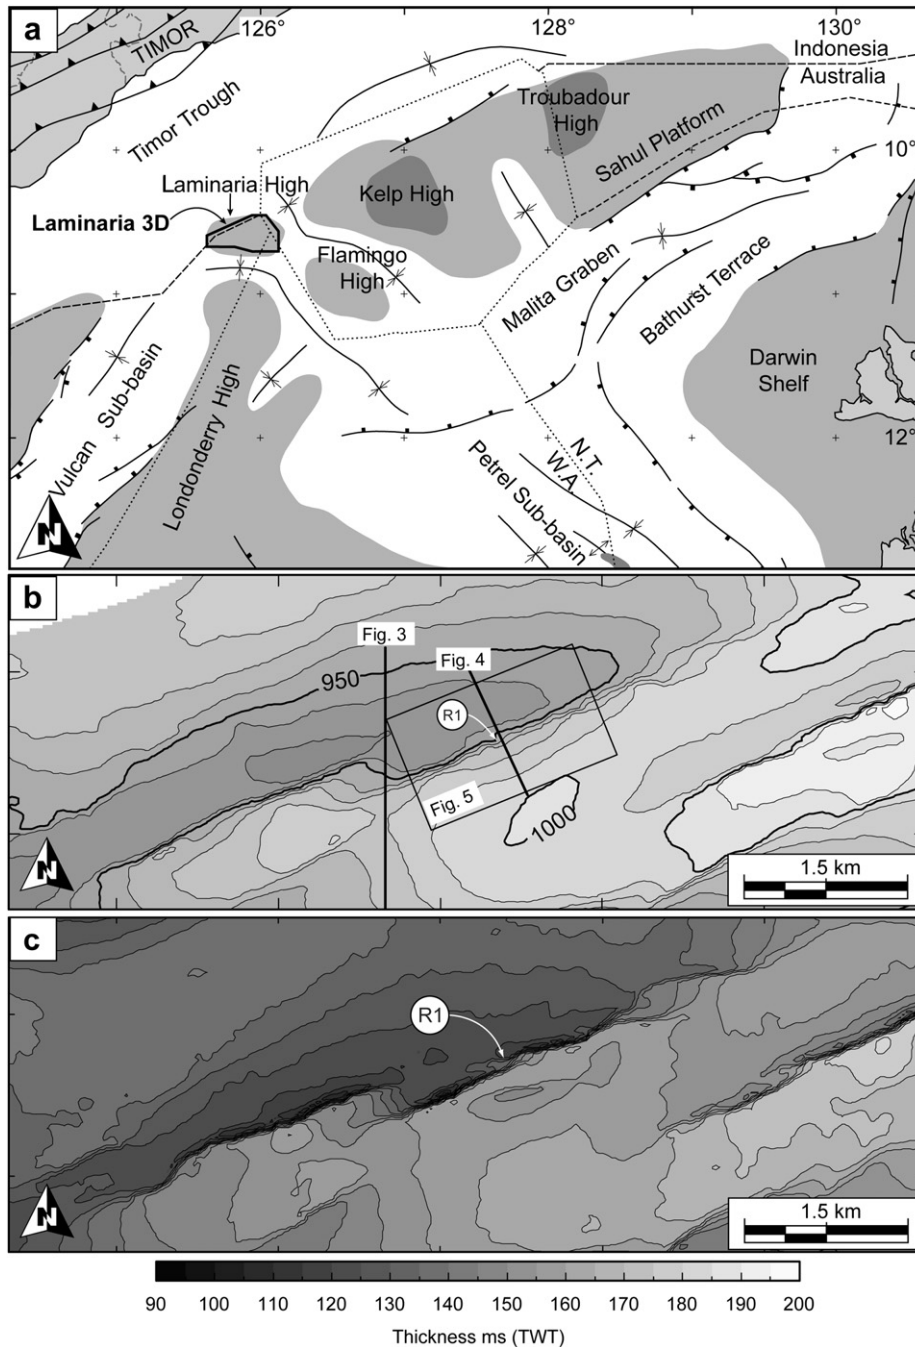 a
126°
128°
130°
TIMOR
Indonesia
Australia
Timor Trough
Troubadour
High
Sahul Platform
10°
Laminaria High
Kelp High
Laminaria 3D
Flamingo
High
Malita Graben
Bathurst Terrace
Darwin
Shelf
Vulcan Sub-basin
Londonderry High
12°
N.T.
W.A.
Petrel Sub-basin
N
b
Fig. 3
Fig. 4
950
R1
Fig. 5
1000
N
1.5 km
c
R1
N
1.5 km
90 100 110 120 130 140 150 160 170 180 190 200
Thickness ms (TWT)